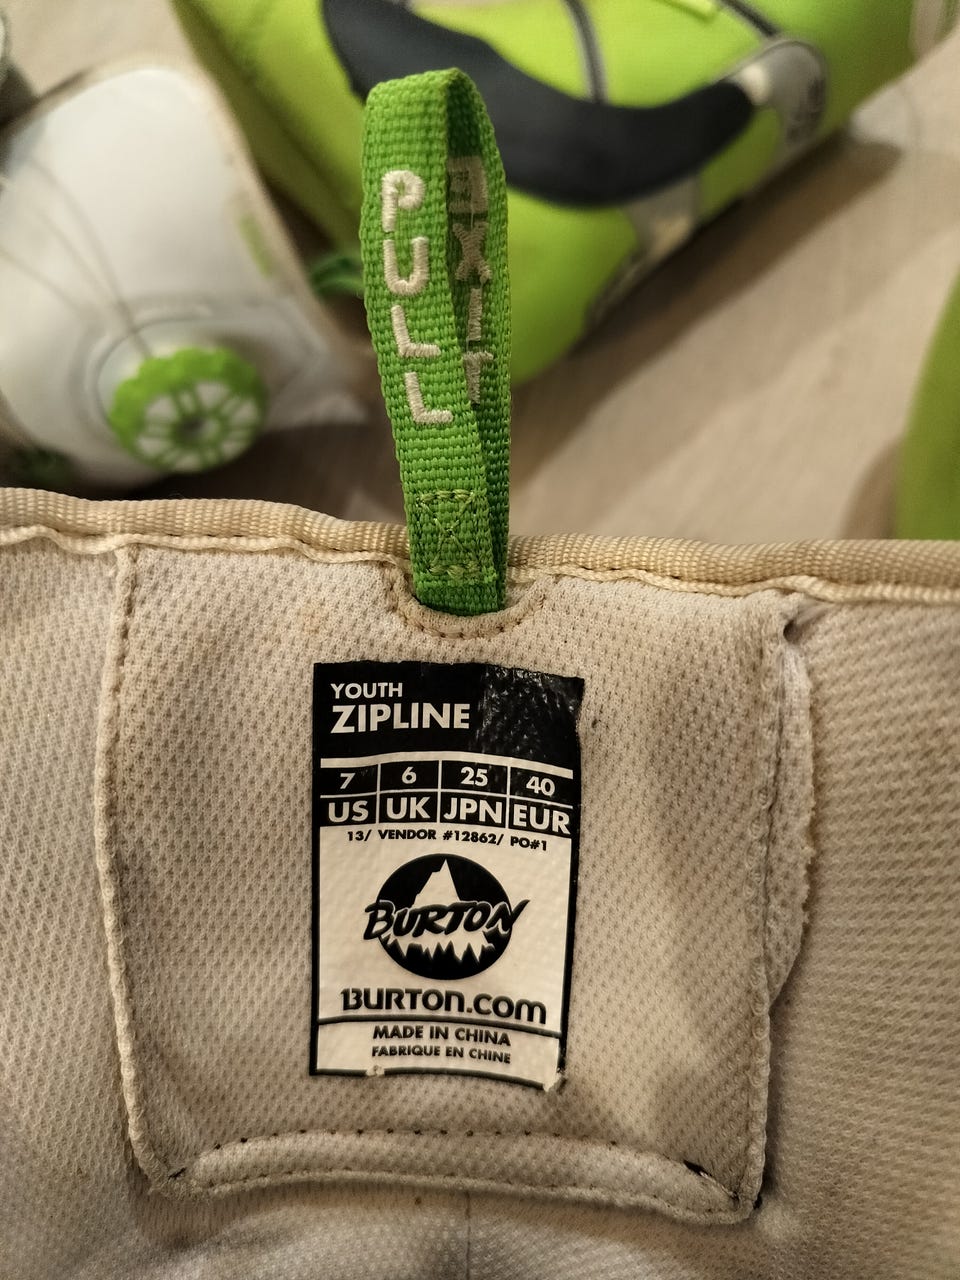 PULL
EXIT
YOUTH
ZIPLINE
7 6 25 40
US UK JPN EUR
13/ VENDOR #12862/ PO#1
BURTON
BURTON.COM
MADE IN CHINA
FABRIQUE EN CHINE